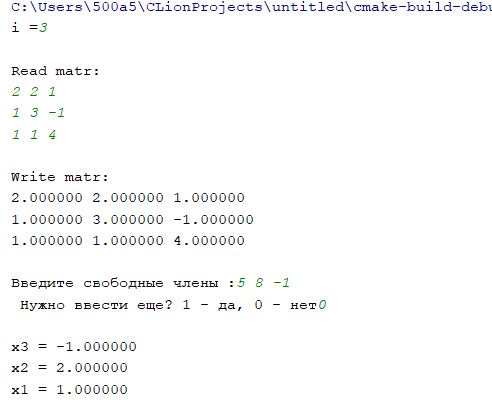 C:\Users\500a5\CLionProjects\untitled\cmake-build-debu
i =3
Read matr:
2 2 1
1 3 -1
1 1 4
Write matr:
2.000000 2.000000 1.000000
1.000000 3.000000 -1.000000
1.000000 1.000000 4.000000
Введите свободные члены :5 8 -1
Нужно ввести еще? 1 - да, 0 - нет0
x3 = -1.000000
x2 = 2.000000
x1 = 1.000000